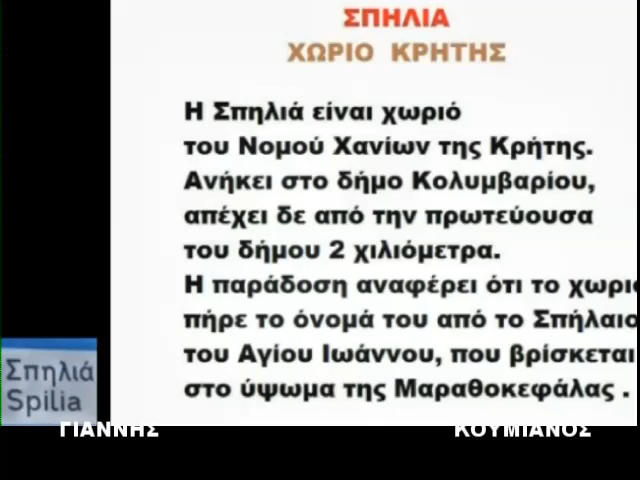 ΣΠΗΛΙΑ
ΧΩΡΙΟ ΚΡΗΤΗΣ
Η Σπηλιά είναι χωριό
του Νομού Χανίων της Κρήτης.
Ανήκει στο δήμο Κολυμβαρίου,
απέχει δε από την πρωτεύουσα
του δήμου 2 χιλιόμετρα.
Η παράδοση αναφέρει ότι το χωριό
πήρε το όνομά του από το Σπήλαιο
του Αγίου Ιωάννου, που βρίσκεται
στο ύψωμα της Μαραθοκεφάλας .
Σπηλιά
Spilia
ΓΙΑΝΝΗΣ ΚΟΥΜΙΑΝΟΣ